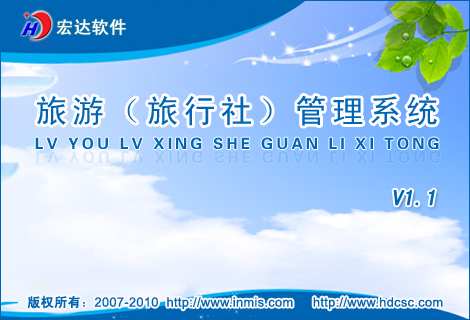 宏达软件
旅游（旅行社）管理系统
LV YOU LV XING SHE GUAN LI XI TONG
V1.1
版权所有：2007-2010 http://www.inmis.com http://www.hdcsc.com